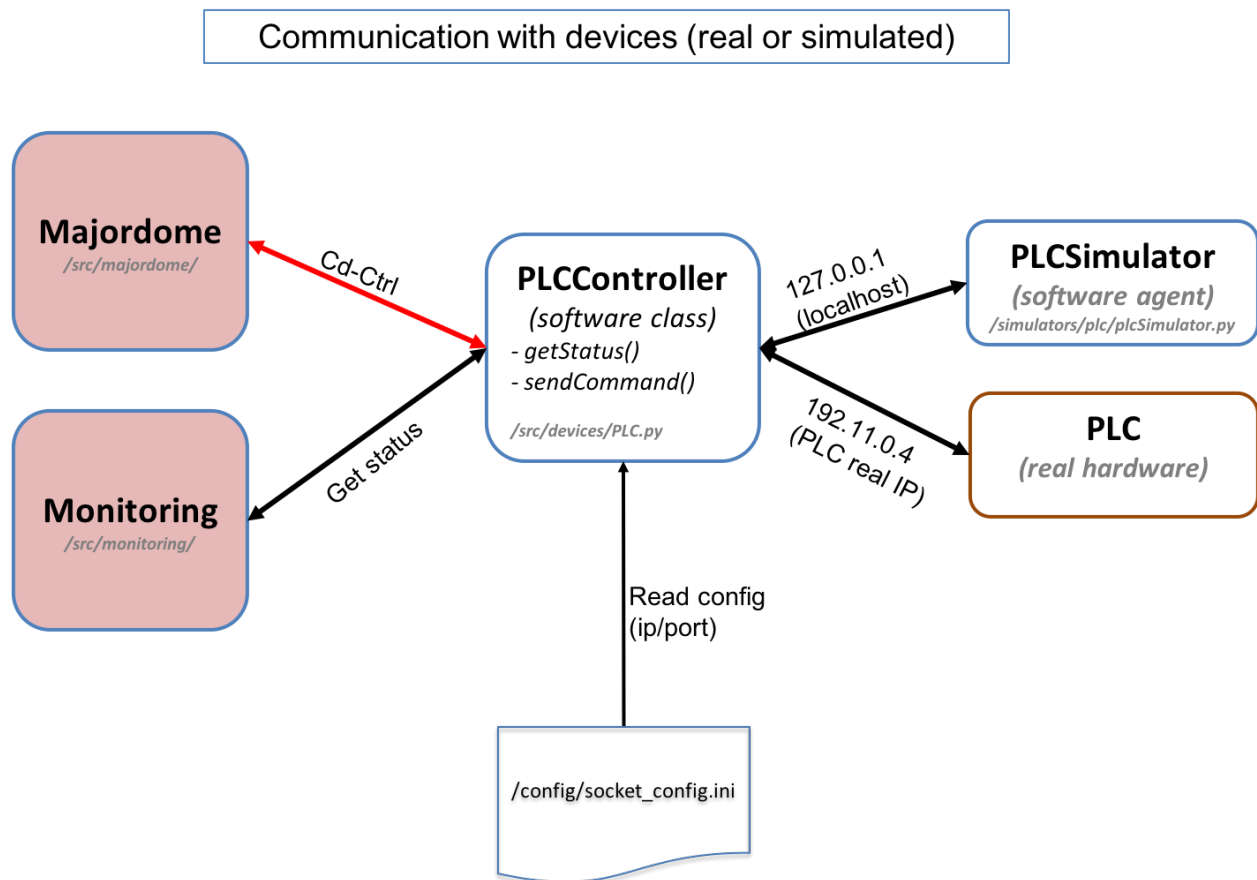 Communication with devices (real or simulated)
Majordome
/src/majordome/
Cd-Ctrl
Monitoring
/src/monitoring/
Get status
PLCController
(software class)
- getStatus()
- sendCommand()
/src/devices/PLC.py
127.0.0.1
(localhost)
192.11.0.4
(PLC real IP)
PLCSimulator
(software agent)
/simulators/plc/plcSimulator.py
PLC
(real hardware)
Read config
(ip/port)
/config/socket_config.ini